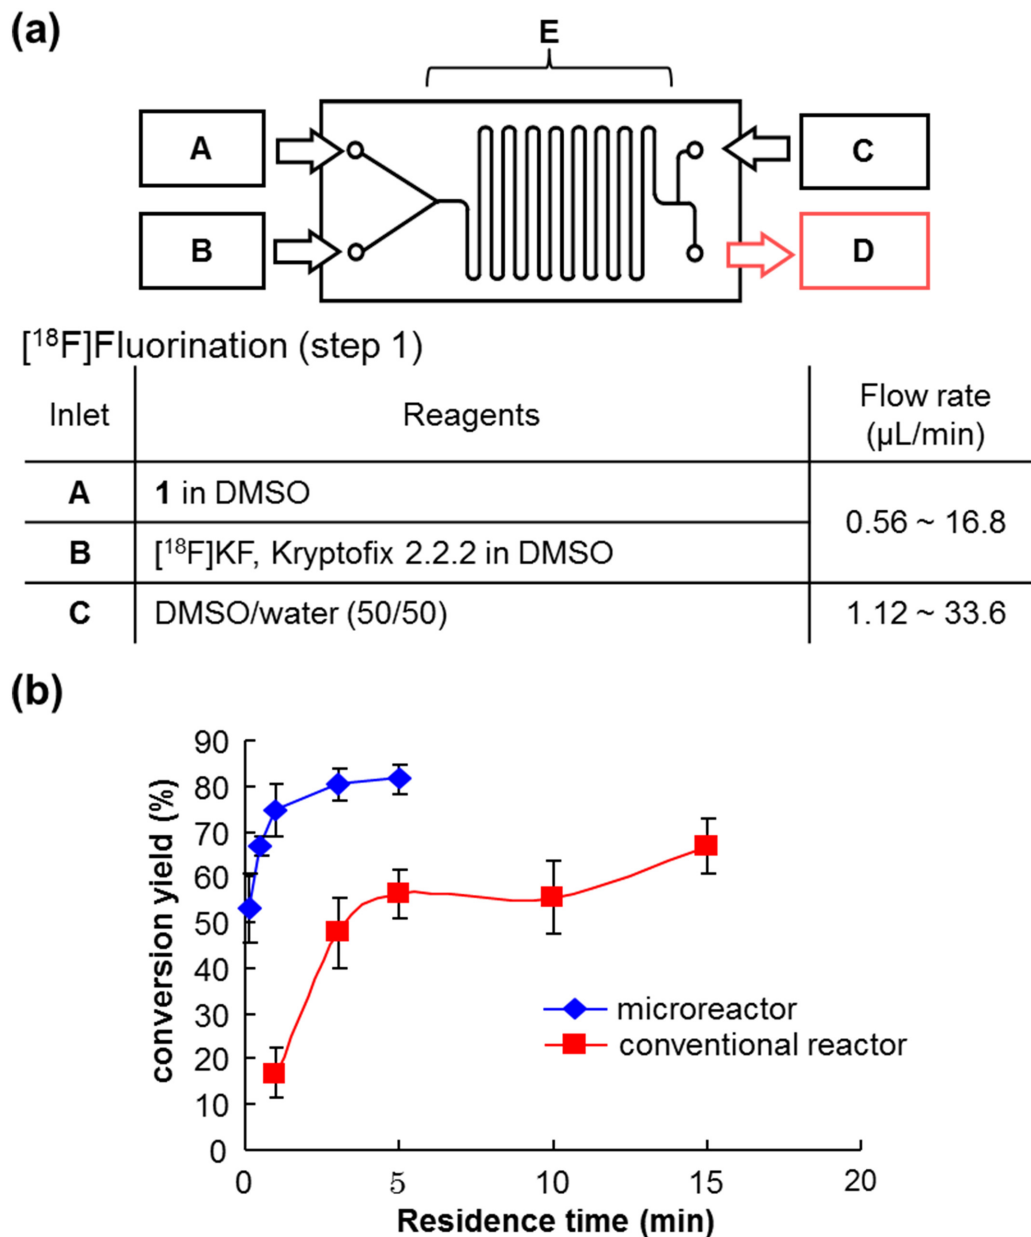 (a)
E
A
C
B
D
[¹⁸F]Fluorination (step 1)
Inlet Reagents Flow rate
(µL/min)
A 1 in DMSO
0.56 ~ 16.8
B [¹⁸F]KF, Kryptofix 2.2.2 in DMSO
C DMSO/water (50/50) 1.12 ~ 33.6
(b)
conversion yield (%)
90
80
70
60
50
40
30
20
10
0
microreactor
conventional reactor
0 5 10 15 20
Residence time (min)